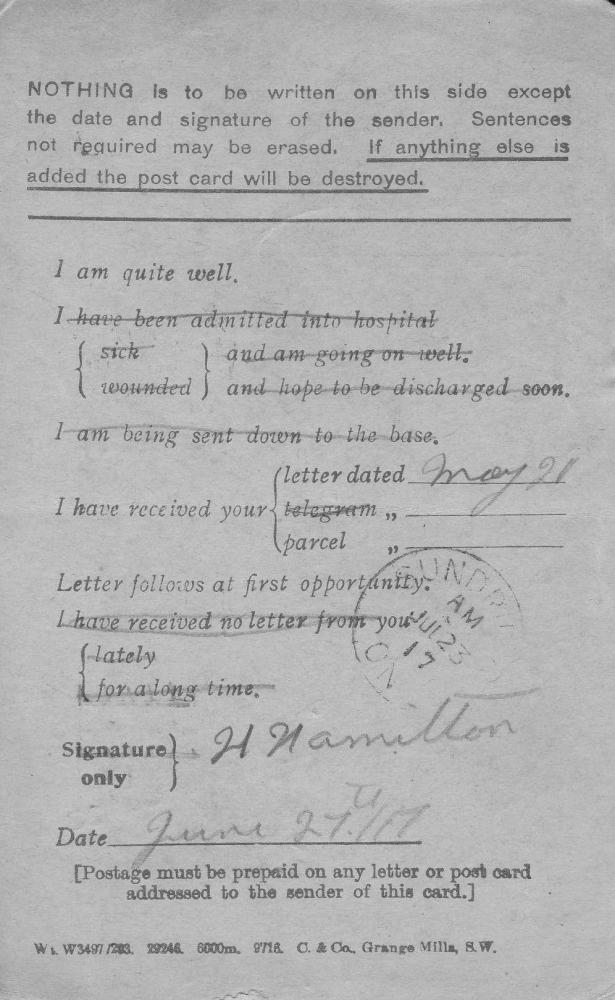 NOTHING is to be written on this side except
the date and signature of the sender. Sentences
not required may be erased. If anything else is
added the post card will be destroyed.
I am quite well.
I have been admitted into hospital
{ sick } and am going on well.
{ wounded } and hope to be discharged soon.
I am being sent down to the base.
I have received your { letter dated May 21
telegram „
parcel „
Letter follows at first opportunity.
I have received no letter from you
{ lately
for a long time.
Signature only } H Hamilton
Date June 27th/17
[Postage must be prepaid on any letter or post card
addressed to the sender of this card.]
Wt. W3497/293. 29246. 6000m. 9/16. C. & Co., Grange Mills, S.W.
AM
JUL 23
17